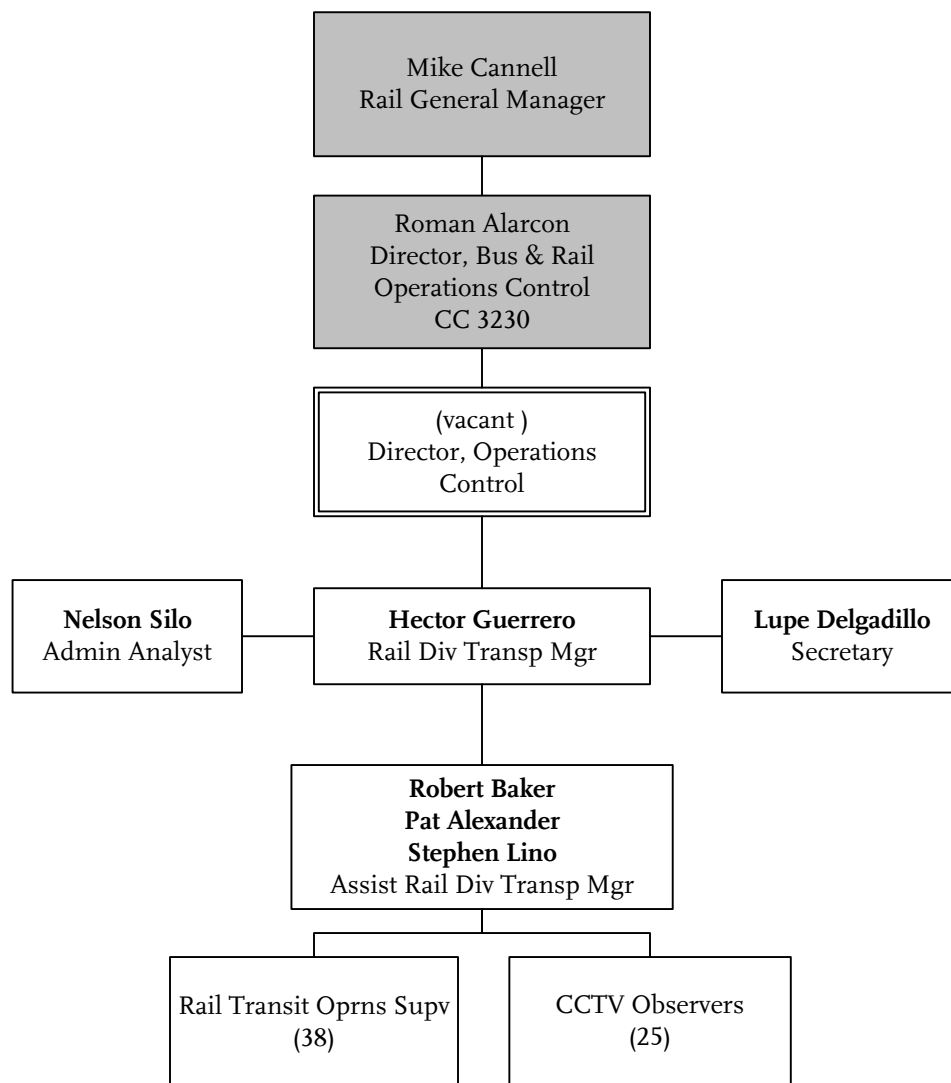 Mike Cannell
Rail General Manager
Roman Alarcon
Director, Bus & Rail
Operations Control
CC 3230
(vacant )
Director, Operations
Control
Nelson Silo
Admin Analyst
Hector Guerrero
Rail Div Transp Mgr
Lupe Delgadillo
Secretary
Robert Baker
Pat Alexander
Stephen Lino
Assist Rail Div Transp Mgr
Rail Transit Oprns Supv
(38)
CCTV Observers
(25)